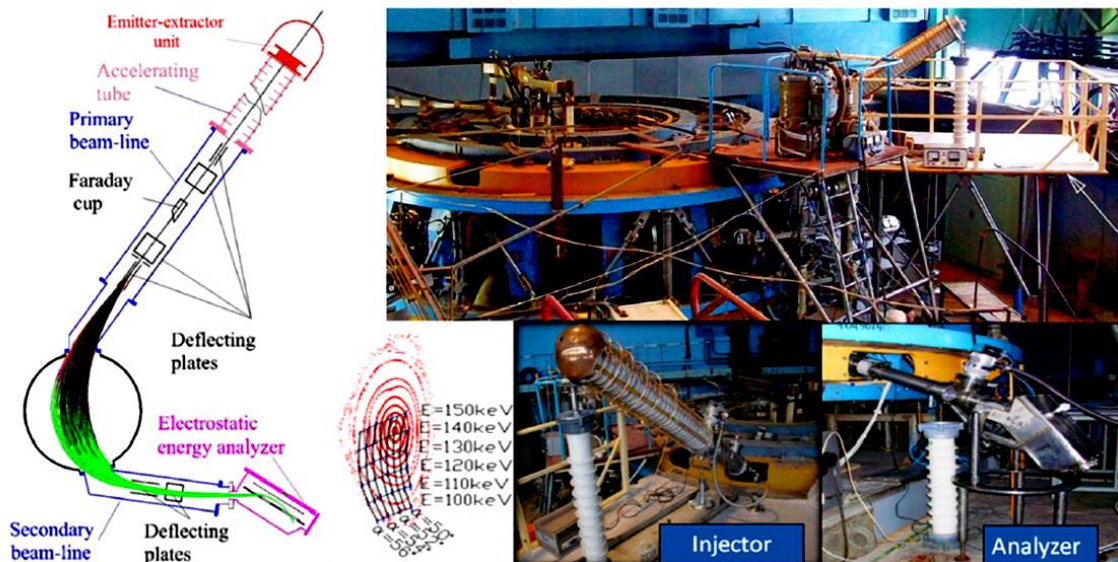 Emitter-extractor
unit
Accelerating
tube
Primary
beam-line
Faraday
cup
Deflecting
plates
Electrostatic
energy analyzer
Secondary
beam-line
Deflecting
plates
E=150keV
E=140keV
E=130keV
E=120keV
E=110keV
E=100keV
Injector
Analyzer